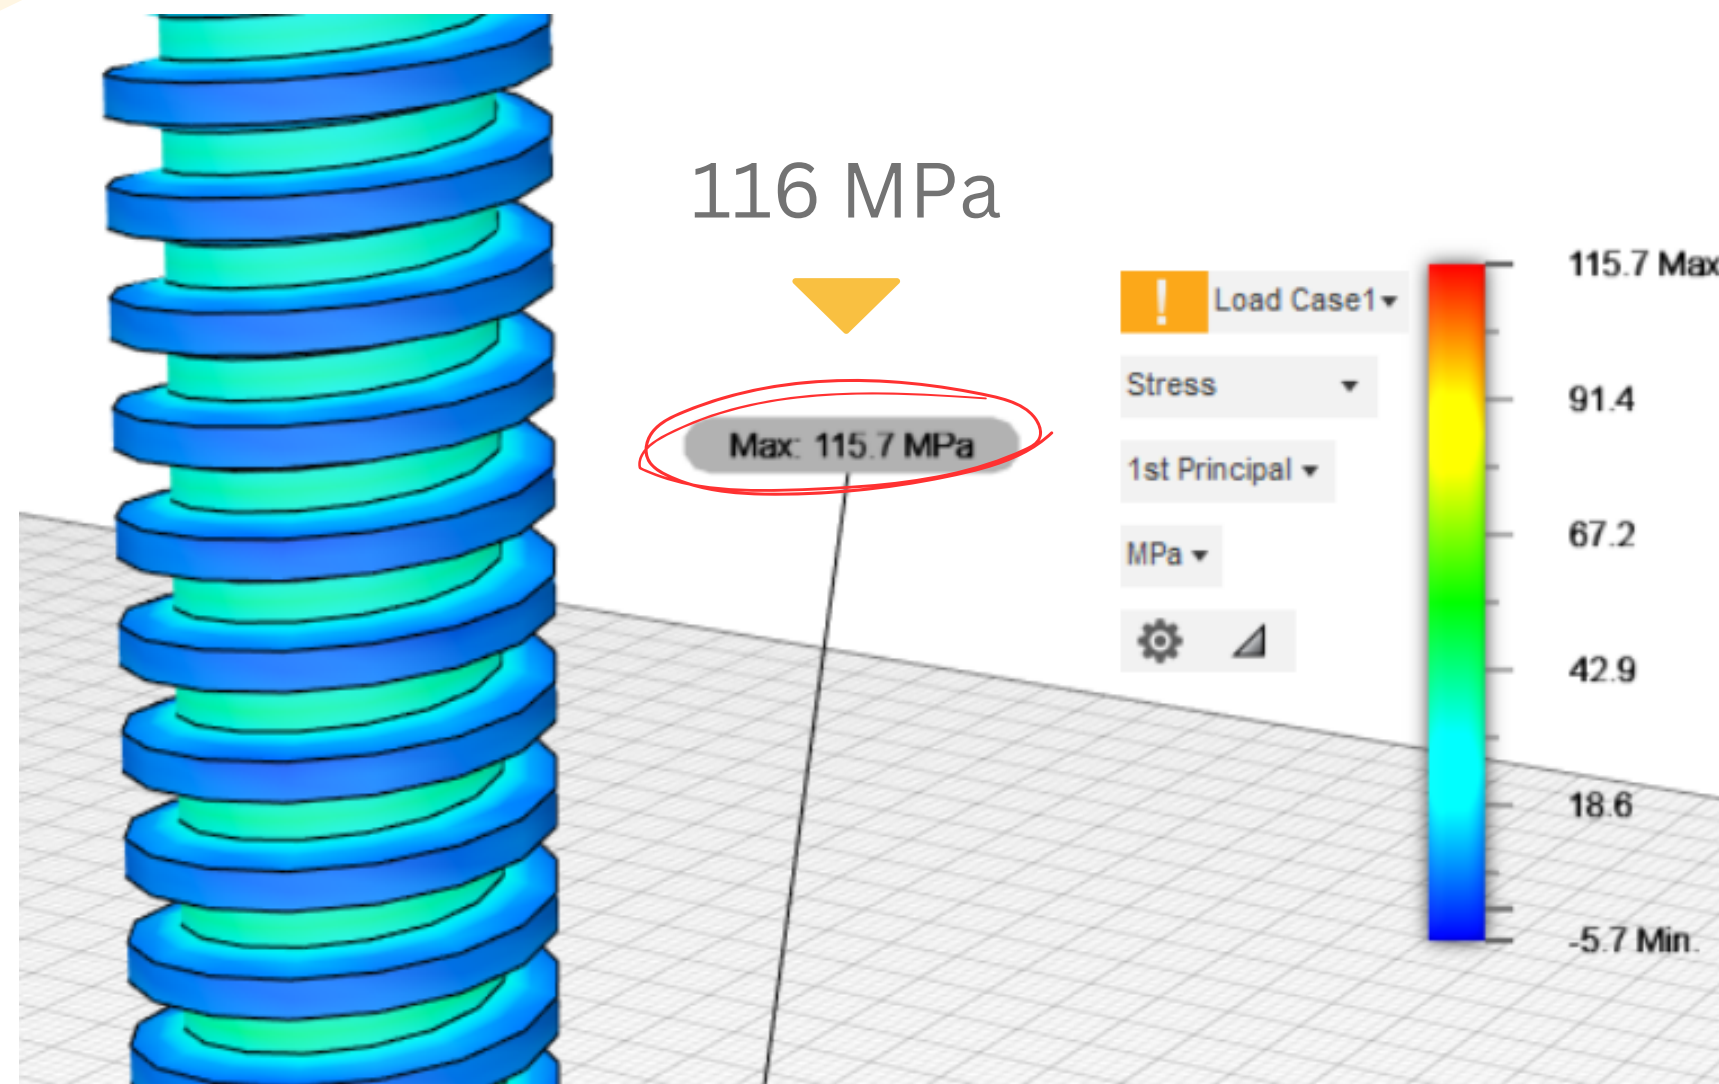 116 MPa
Max: 115.7 MPa
! Load Case1
Stress
1st Principal
MPa
115.7 Max
91.4
67.2
42.9
18.6
-5.7 Min.